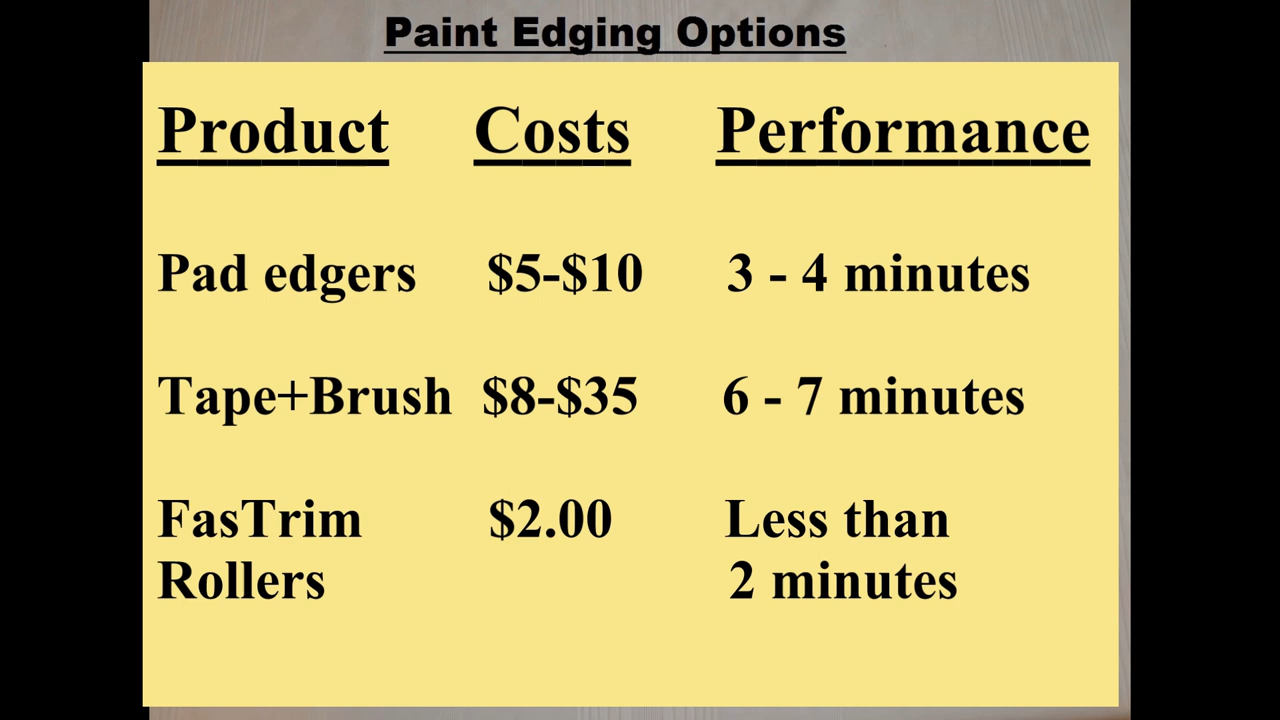 Paint Edging Options
Product Costs Performance
Pad edgers $5-$10 3 - 4 minutes
Tape+Brush $8-$35 6 - 7 minutes
FasTrim $2.00 Less than
Rollers 2 minutes